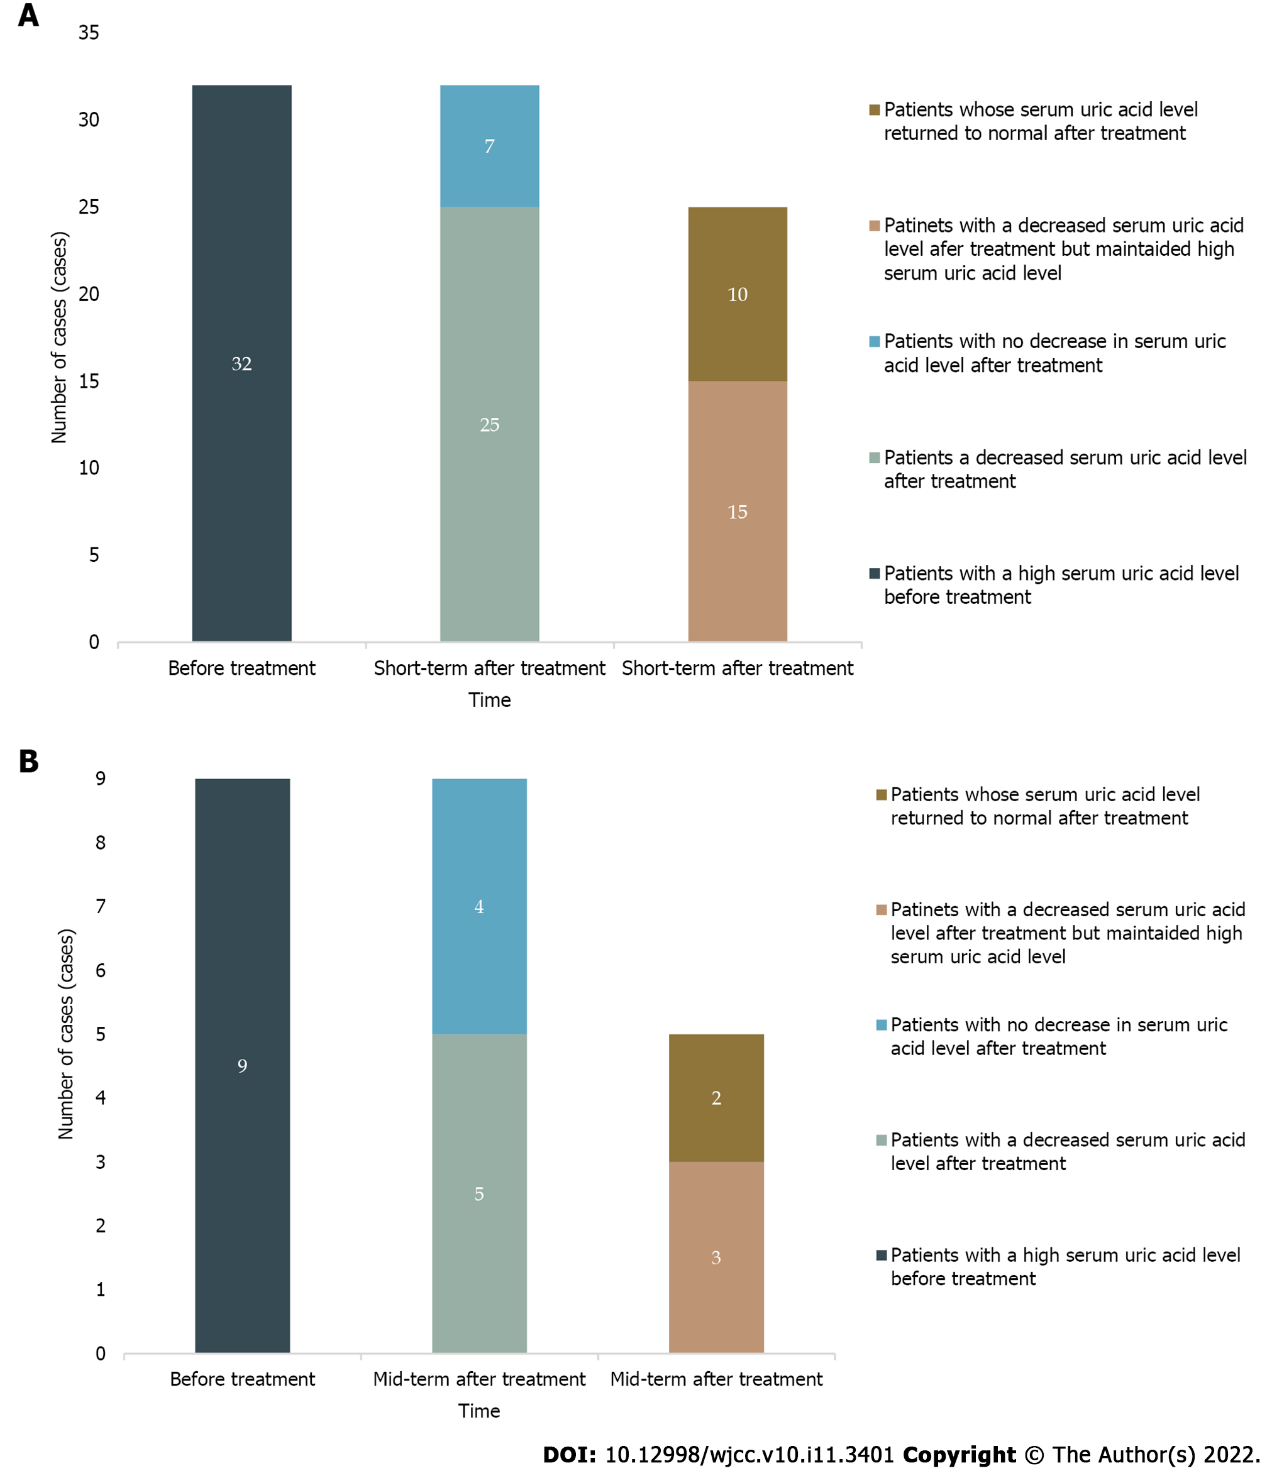 A
35
30
25
20
15
10
5
0
Number of cases (cases)
32
7
25
10
15
Before treatment
Short-term after treatment
Short-term after treatment
Time
Patients whose serum uric acid level
returned to normal after treatment
Patinets with a decreased serum uric acid
level afer treatment but maintaided high
serum uric acid level
Patients with no decrease in serum uric
acid level after treatment
Patients a decreased serum uric acid level
after treatment
Patients with a high serum uric acid level
before treatment
B
9
8
7
6
5
4
3
2
1
0
Number of cases (cases)
9
4
5
2
3
Before treatment
Mid-term after treatment
Mid-term after treatment
Time
Patients whose serum uric acid level
returned to normal after treatment
Patinets with a decreased serum uric acid
level after treatment but maintaided high
serum uric acid level
Patients with no decrease in serum uric
acid level after treatment
Patients with a decreased serum uric acid
level after treatment
Patients with a high serum uric acid level
before treatment
DOI: 10.12998/wjcc.v10.i11.3401 Copyright © The Author(s) 2022.